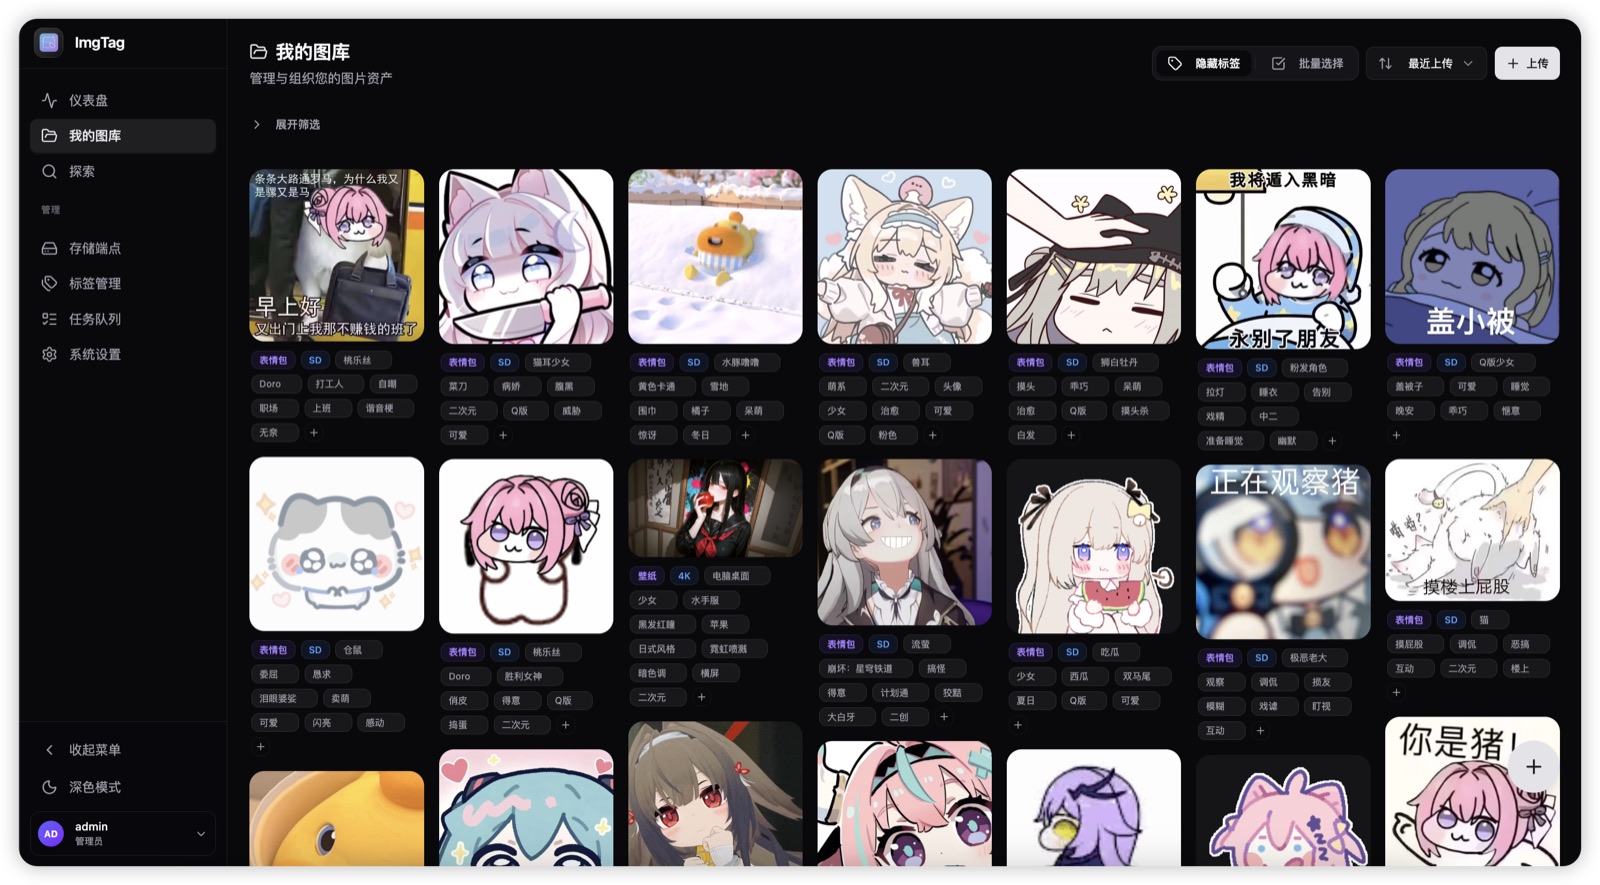 ImgTag
仪表盘
我的图库
探索
管理
存储端点
标签管理
任务队列
系统设置
收起菜单
深色模式
AD
admin
管理员
我的图库
管理与组织您的图片资产
隐藏标签
批量选择
最近上传
+ 上传
展开筛选
条条大路通罗马，为什么我又
是骡又是马
早上好
又出门上我那不赚钱的班了
表情包 SD 桃乐丝
Doro 打工人 自嘲
职场 上班 谐音梗
无奈 +
表情包 SD 猫耳少女
菜刀 病娇 腹黑
二次元 Q版 威胁
可爱 +
表情包 SD 水豚噜噜
黄色卡通 雪地
围巾 橘子 呆萌
惊讶 冬日 +
表情包 SD 兽耳
萌系 二次元 头像
少女 治愈 可爱
Q版 粉色 +
表情包 SD 狮白牡丹
摸头 乖巧 呆萌
治愈 Q版 摸头杀
白发 +
我将遁入黑暗
永别了朋友
表情包 SD 粉发角色
拉灯 睡衣 告别
戏精 中二
准备睡觉 幽默 +
盖小被
表情包 SD Q版少女
盖被子 可爱 睡觉
晚安 乖巧 惬意
+
表情包 SD 仓鼠
委屈 恳求
泪眼婆娑 卖萌
可爱 闪亮 感动
+
表情包 SD 桃乐丝
Doro 胜利女神
俏皮 得意 Q版
捣蛋 二次元 +
壁纸 4K 电脑桌面
少女 水手服
黑发红瞳 苹果
日式风格 霓虹喷溅
暗色调 横屏
二次元 +
表情包 SD 流萤
崩坏：星穹铁道 搞怪
得意 计划通 狡黠
大白牙 二创 +
表情包 SD 吃瓜
少女 西瓜 双马尾
夏日 Q版 可爱
+
正在观察猪
表情包 SD 极恶老大
观察 调侃 损友
模糊 戏谑 盯视
互动 +
摸楼上屁股
表情包 SD 猫
摸屁股 调侃 恶搞
互动 二次元 楼上
+
你是猪！
+